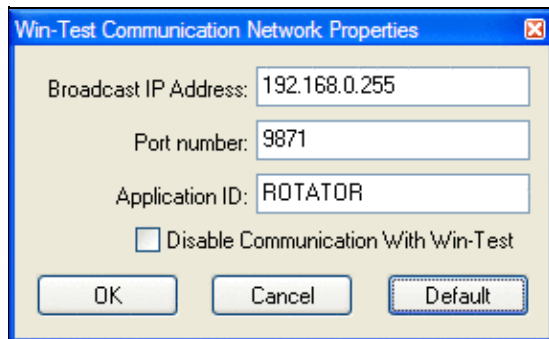 Win-Test Communication Network Properties
Broadcast IP Address: 192.168.0.255
Port number: 9871
Application ID: ROTATOR
Disable Communication With Win-Test
OK Cancel Default